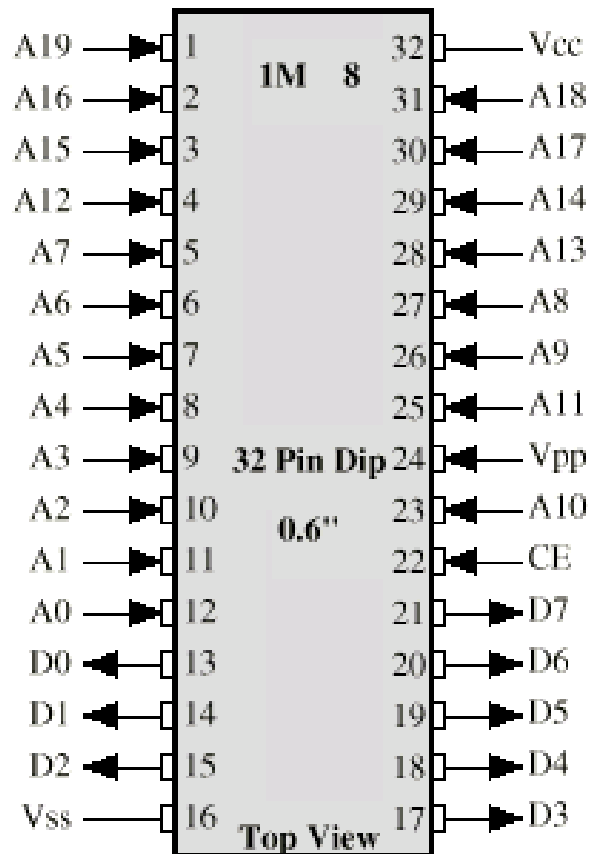 A19 1 32 Vcc
1M 8
A16 2 31 A18
A15 3 30 A17
A12 4 29 A14
A7 5 28 A13
A6 6 27 A8
A5 7 26 A9
A4 8 25 A11
A3 9 32 Pin Dip 24 Vpp
A2 10 23 A10
0.6"
A1 11 22 CE
A0 12 21 D7
D0 13 20 D6
D1 14 19 D5
D2 15 18 D4
Vss 16 17 D3
Top View